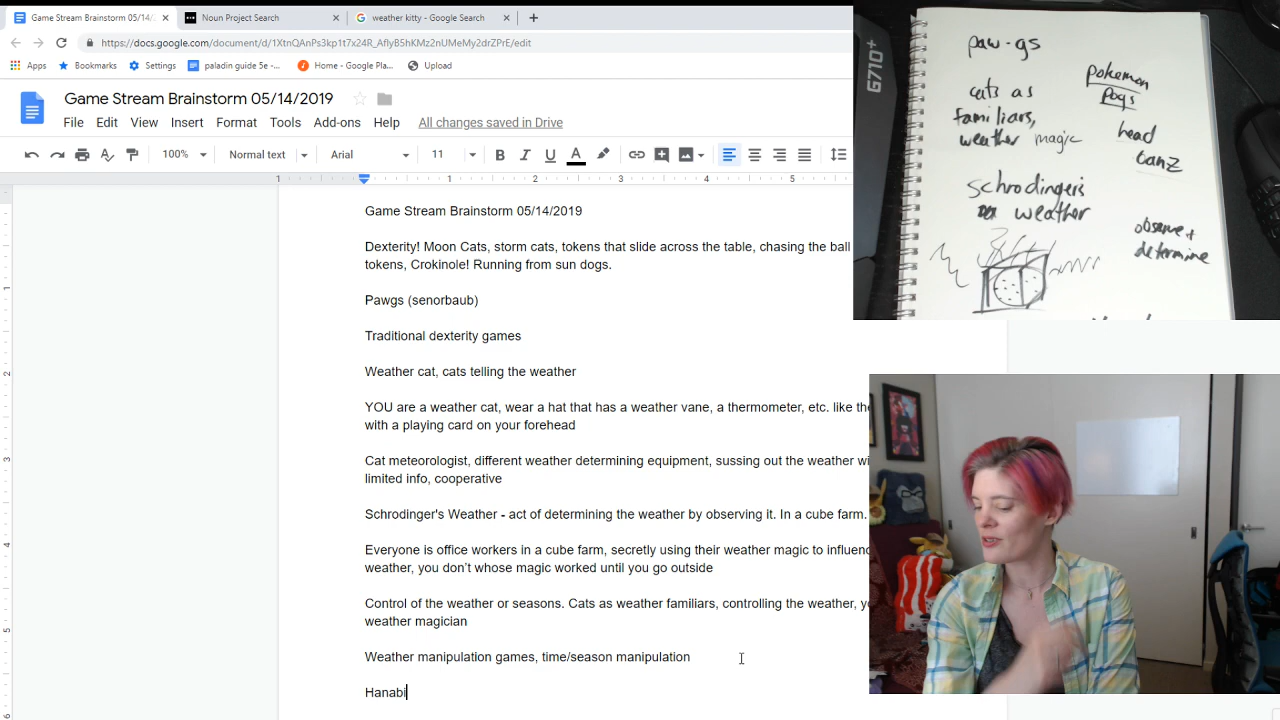 Game Stream Brainstorm 05/14/
Noun Project Search
weather kitty - Google Search
https://docs.google.com/document/d/1XtnQAnPs3kp1t7x24R_AflyB5hKMz2nUMeMy2drZPrE/edit
Apps
Bookmarks
Settings
paladin guide 5e -...
Home - Google Pla...
Upload
Game Stream Brainstorm 05/14/2019
File Edit View Insert Format Tools Add-ons Help All changes saved in Drive
100% Normal text Arial 11 B I U A
1 1 2 3 4 5
Game Stream Brainstorm 05/14/2019
Dexterity! Moon Cats, storm cats, tokens that slide across the table, chasing the ball
tokens, Crokinole! Running from sun dogs.
Pawgs (senorbaub)
Traditional dexterity games
Weather cat, cats telling the weather
YOU are a weather cat, wear a hat that has a weather vane, a thermometer, etc. like the
with a playing card on your forehead
Cat meteorologist, different weather determining equipment, sussing out the weather wi
limited info, cooperative
Schrodinger's Weather - act of determining the weather by observing it. In a cube farm.
Everyone is office workers in a cube farm, secretly using their weather magic to influenc
weather, you don't whose magic worked until you go outside
Control of the weather or seasons. Cats as weather familiars, controlling the weather, y
weather magician
Weather manipulation games, time/season manipulation
Hanabi
G710+
paw-gs
cats as
familiars,
weather magic
pokemon
pogs
head
banz
schrodinger's
weather
observe +
determine